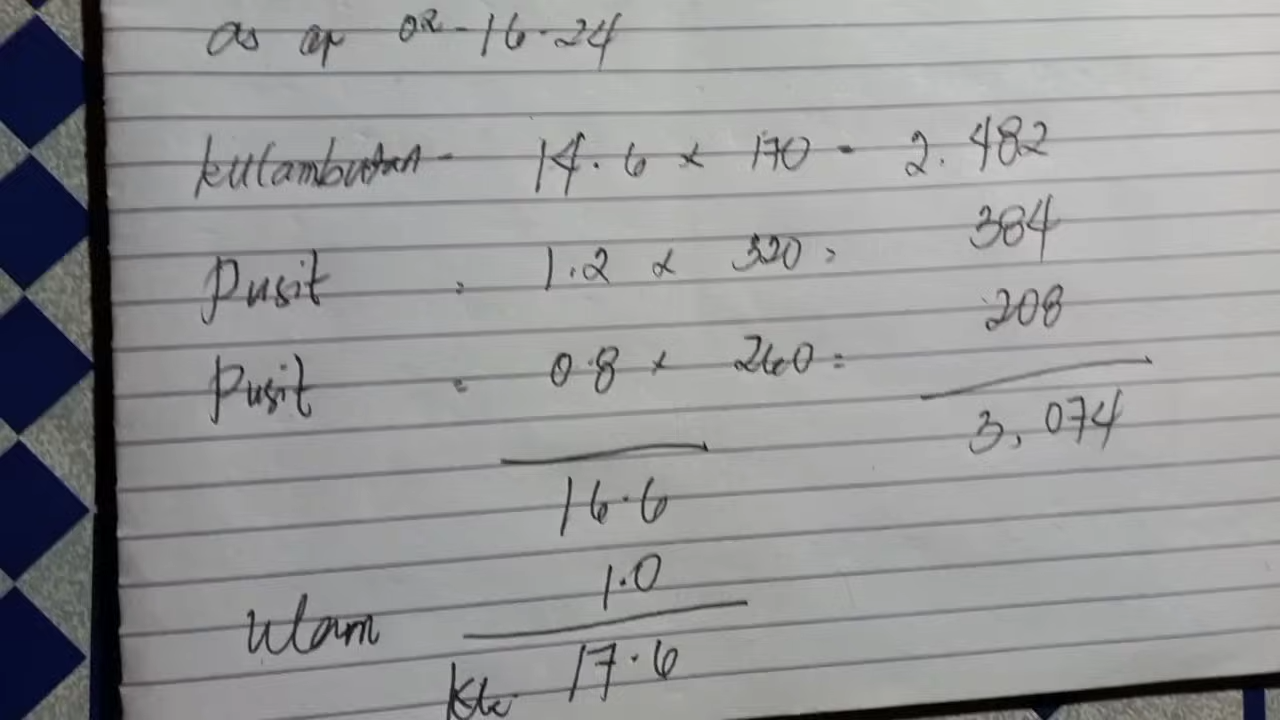 as of 02-16-24
kulambutan - 14.6 x 170 - 2.482
Pusit = 1.2 x 320 = 384
Pusit = 0.8 x 260 = 208
3,074
16.6
1.0
Ulam
17.6